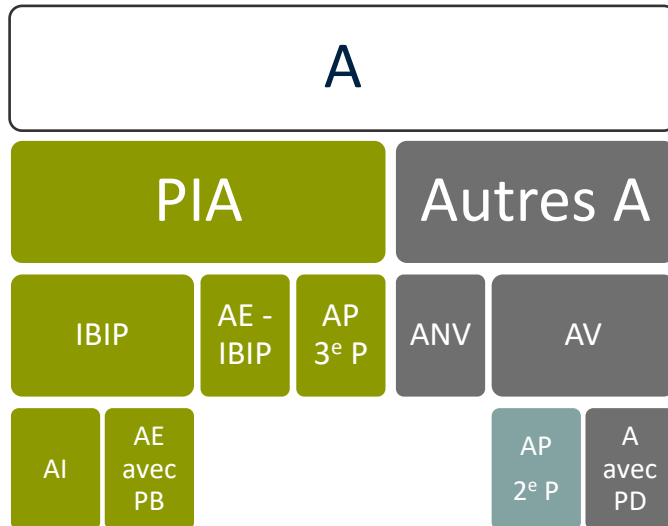 A
PIA
Autres A
IBIP
AE -
IBIP
AP
3e P
ANV
AV
AI
AE
avec
PB
AP
2e P
A
avec
PD